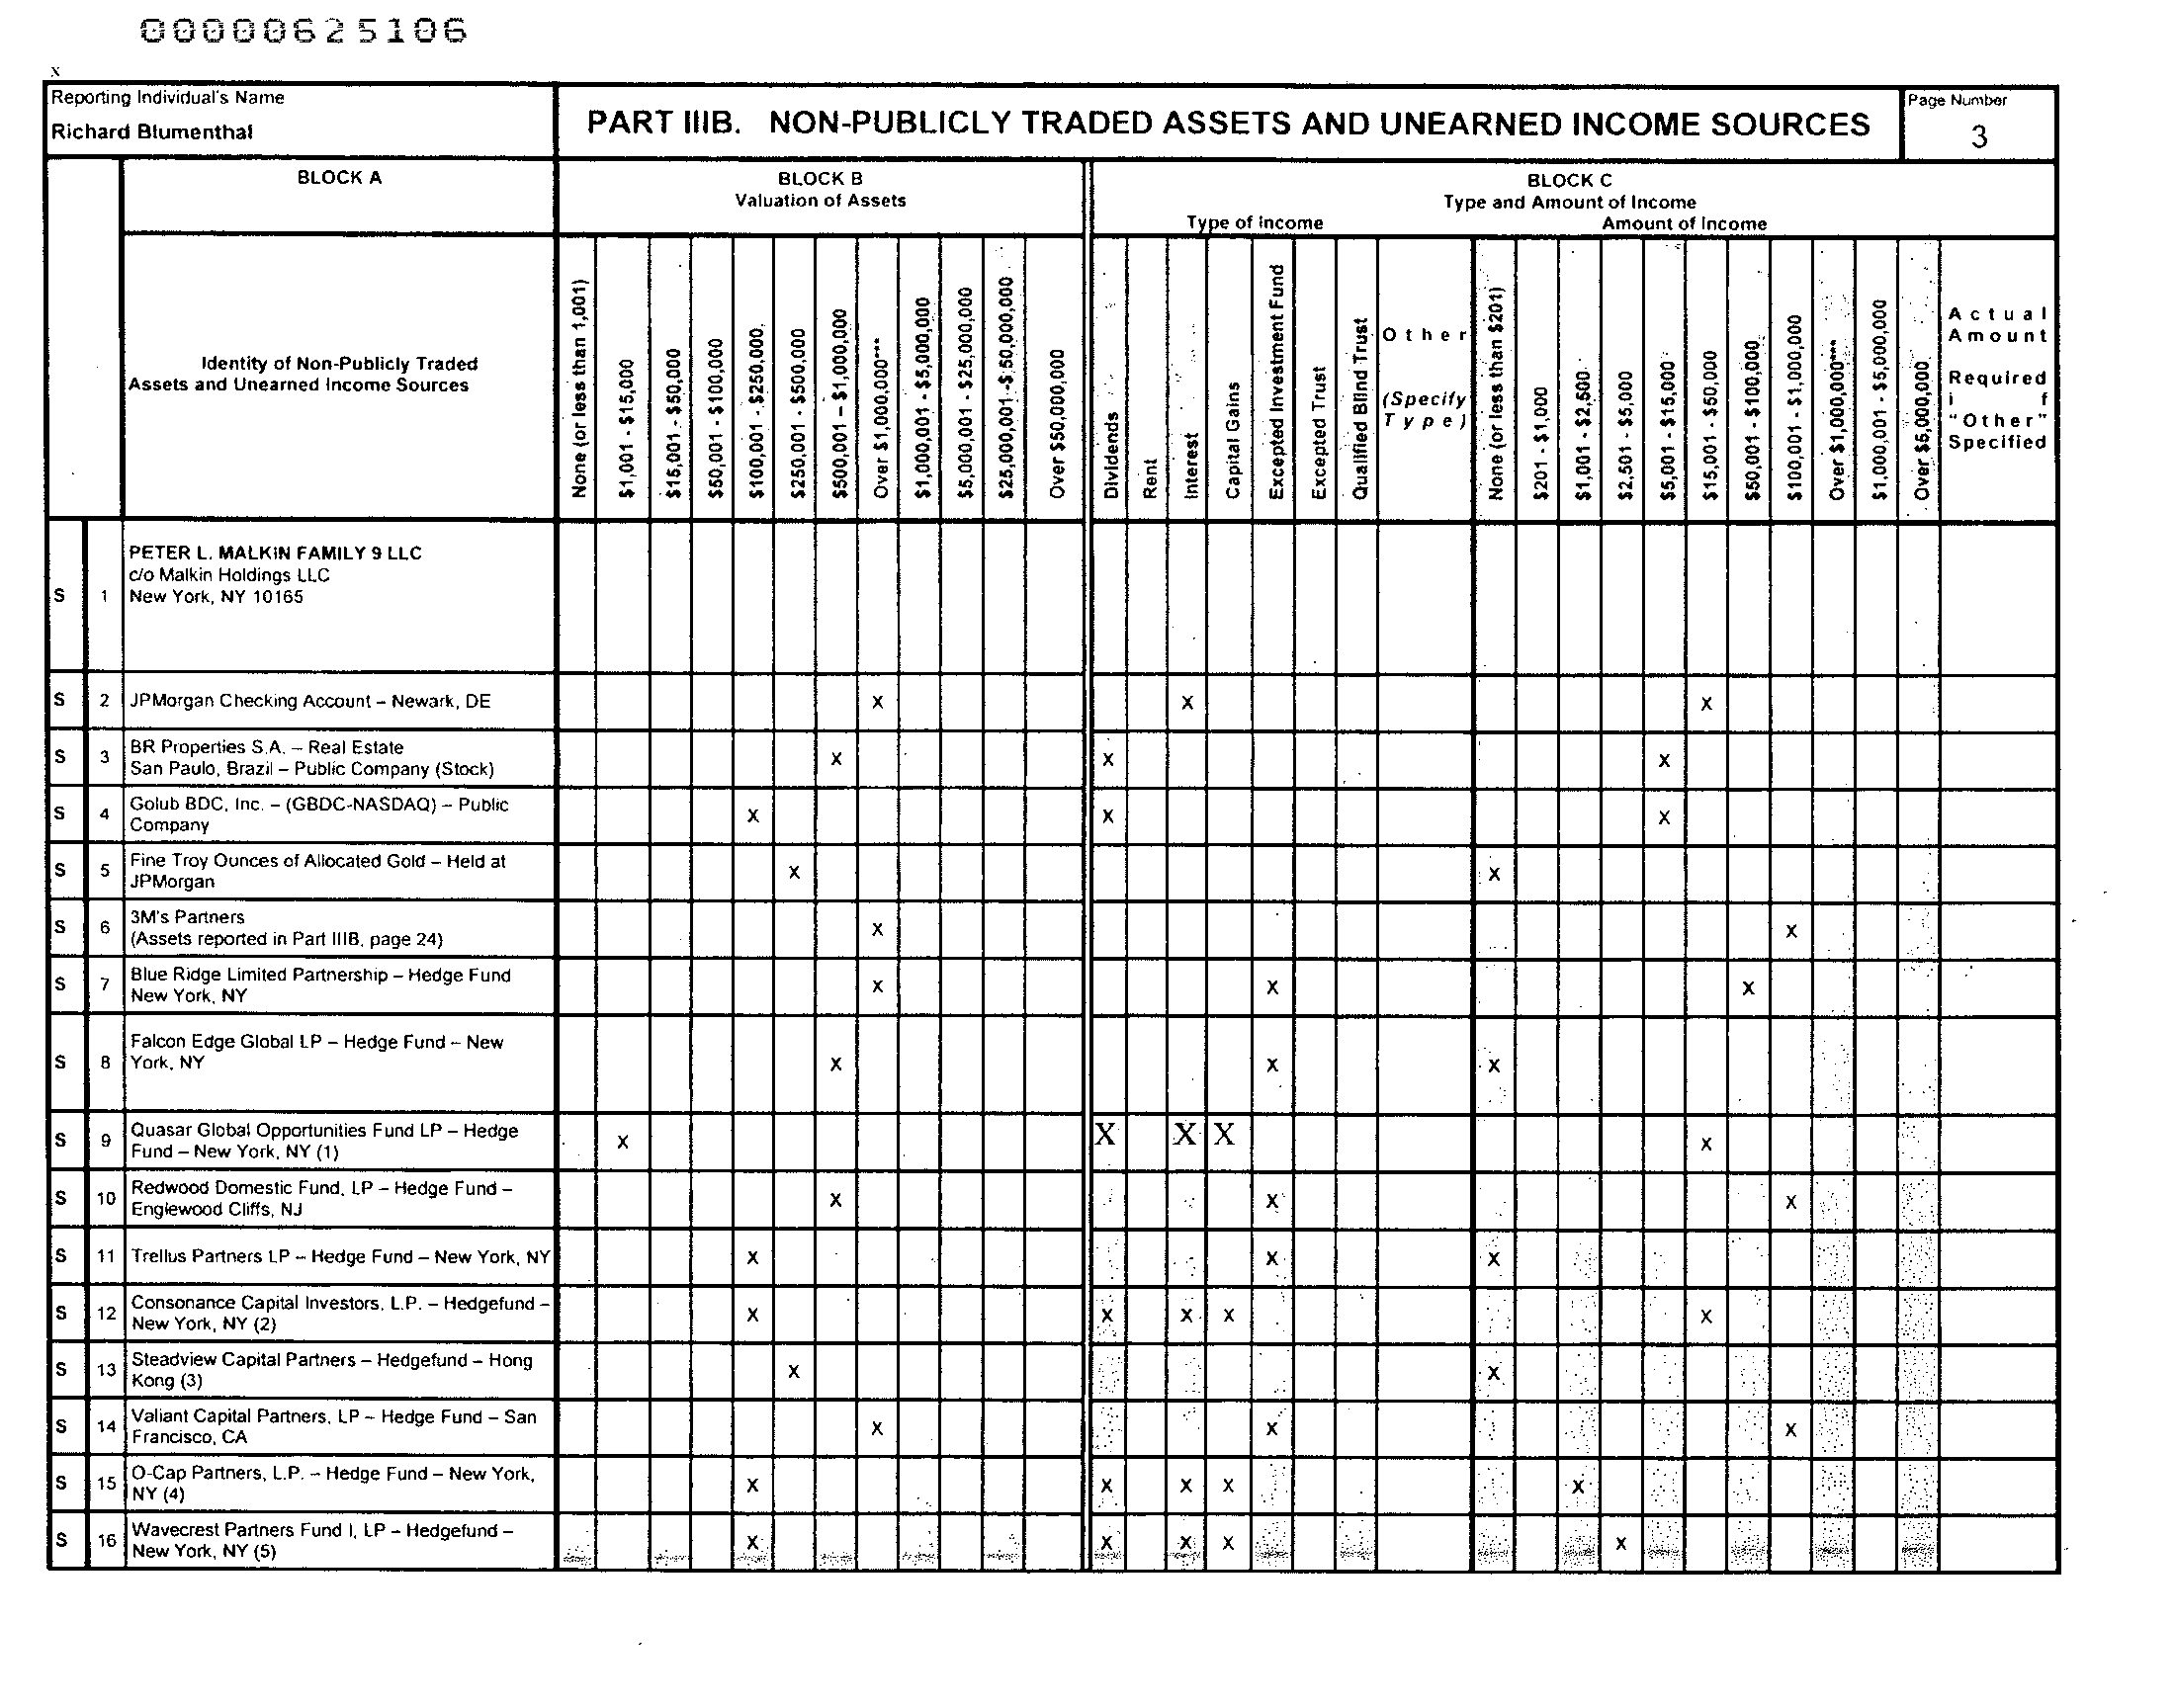 00000625106
x
Reporting Individual's Name
Richard Blumenthal
PART IIIB. NON-PUBLICLY TRADED ASSETS AND UNEARNED INCOME SOURCES
Page Number
3
BLOCK A
BLOCK B
Valuation of Assets
BLOCK C
Type and Amount of Income
Type of Income
Amount of Income
Identity of Non-Publicly Traded
Assets and Unearned Income Sources
None (or less than 1,001)
$1,001 - $15,000
$15,001 - $50,000
$50,001 - $100,000
$100,001 - $250,000
$250,001 - $500,000
$500,001 – $1,000,000
Over $1,000,000***
$1,000,001 - $5,000,000
$5,000,001 - $25,000,000
$25,000,001 - $ 50,000,000
Over $50,000,000
Dividends
Rent
Interest
Capital Gains
Excepted Investment Fund
Excepted Trust
Qualified Blind Trust
Other
(Specify
Type)
None (or less than $201)
$201 - $1,000
$1,001 - $2,500
$2,501 - $5,000
$5,001 - $15,000
$15,001 - $50,000
$50,001 - $100,000
$100,001 - $1,000,000
Over $1,000,000***
$1,000,001 - $5,000,000
Over $5,000,000
Actual
Amount
Required
i f
"Other"
Specified
S 1 PETER L. MALKIN FAMILY 9 LLC
c/o Malkin Holdings LLC
New York, NY 10165
S 2 JPMorgan Checking Account – Newark, DE X X X
S 3 BR Properties S.A. – Real Estate
San Paulo, Brazil – Public Company (Stock) X X X
S 4 Golub BDC, Inc. – (GBDC-NASDAQ) – Public
Company X X X
S 5 Fine Troy Ounces of Allocated Gold – Held at
JPMorgan X X
S 6 3M's Partners
(Assets reported in Part IIIB, page 24) X X
S 7 Blue Ridge Limited Partnership – Hedge Fund
New York, NY X X X
S 8 Falcon Edge Global LP – Hedge Fund – New
York, NY X X X
S 9 Quasar Global Opportunities Fund LP – Hedge
Fund – New York, NY (1) X X X X X
S 10 Redwood Domestic Fund, LP – Hedge Fund –
Englewood Cliffs, NJ X X X
S 11 Trellus Partners LP – Hedge Fund – New York, NY X X X
S 12 Consonance Capital Investors, L.P. – Hedgefund –
New York, NY (2) X X X X X
S 13 Steadview Capital Partners – Hedgefund – Hong
Kong (3) X X
S 14 Valiant Capital Partners, LP – Hedge Fund – San
Francisco, CA X X X
S 15 O-Cap Partners, L.P. – Hedge Fund – New York,
NY (4) X X X X X
S 16 Wavecrest Partners Fund I, LP – Hedgefund –
New York, NY (5) X X X X X